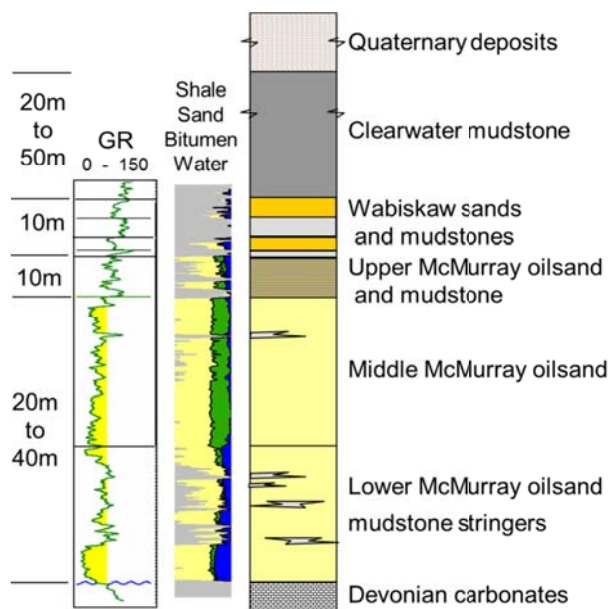 Quaternary deposits
20m
to
50m
GR
0 - 150
Shale
Sand
Bitumen
Water
Clearwater mudstone
10m
Wabiskaw sands
and mudstones
10m
Upper McMurray oilsand
and mudstone
20m
to
40m
Middle McMurray oilsand
Lower McMurray oilsand
mudstone stringers
Devonian carbonates